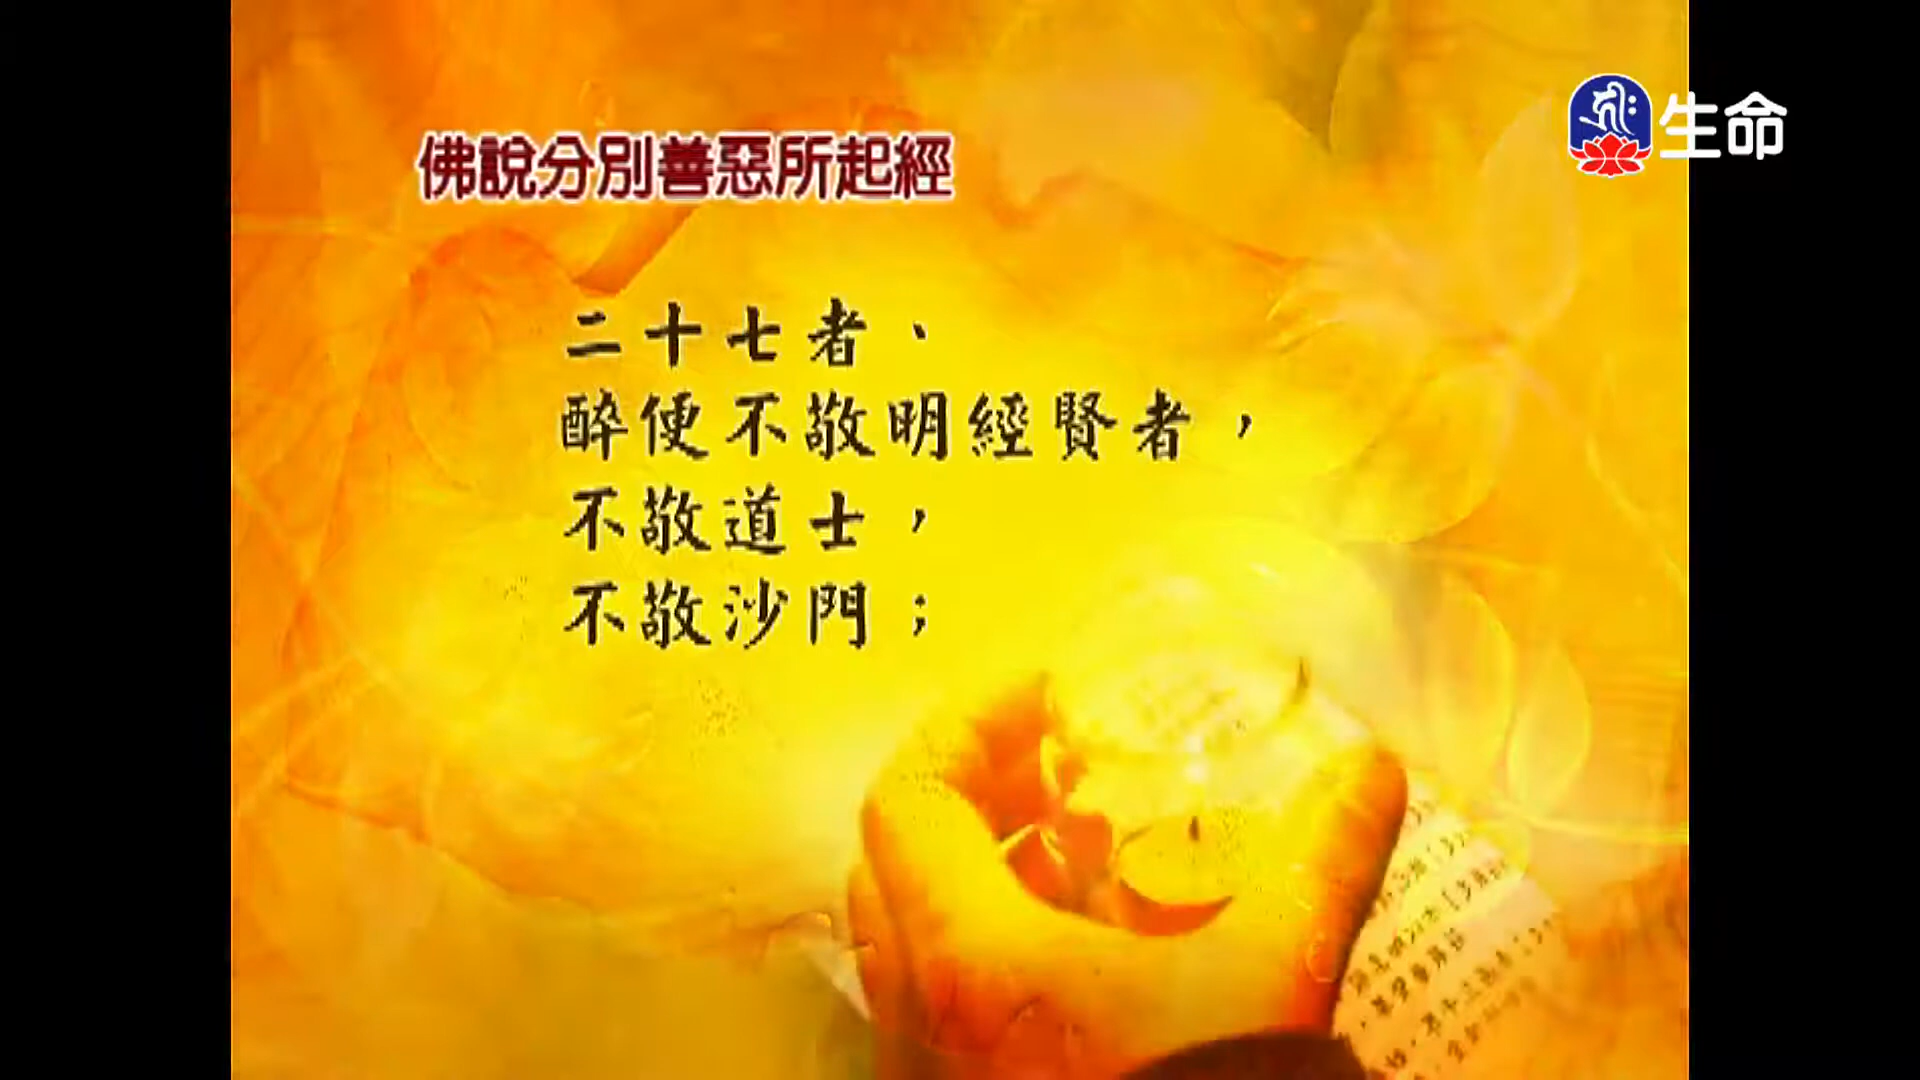 佛說分別善惡所起經
生命
二十七者、
醉便不敬明經賢者，
不敬道士，
不敬沙門；